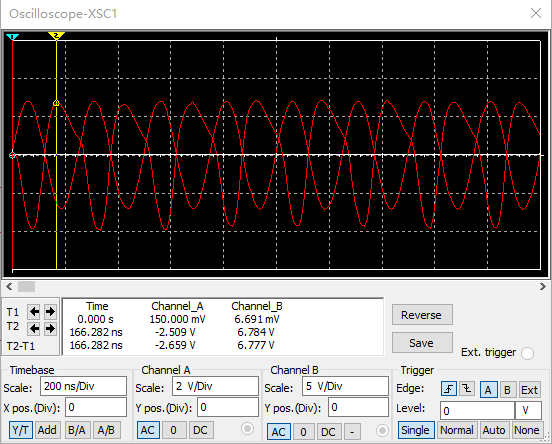 Oscilloscope-XSC1
1 2
Time Channel_A Channel_B
T1 0.000 s 150.000 mV 6.691 mV
T2 166.282 ns -2.509 V 6.784 V
T2-T1 166.282 ns -2.659 V 6.777 V
Reverse
Save
Ext. trigger
Timebase Channel A Channel B Trigger
Scale: 200 ns/Div Scale: 2 V/Div Scale: 5 V/Div Edge: A B Ext
X pos.(Div): 0 Y pos.(Div): 0 Y pos.(Div): 0 Level: 0 V
Y/T Add B/A A/B AC 0 DC AC 0 DC - Single Normal Auto None